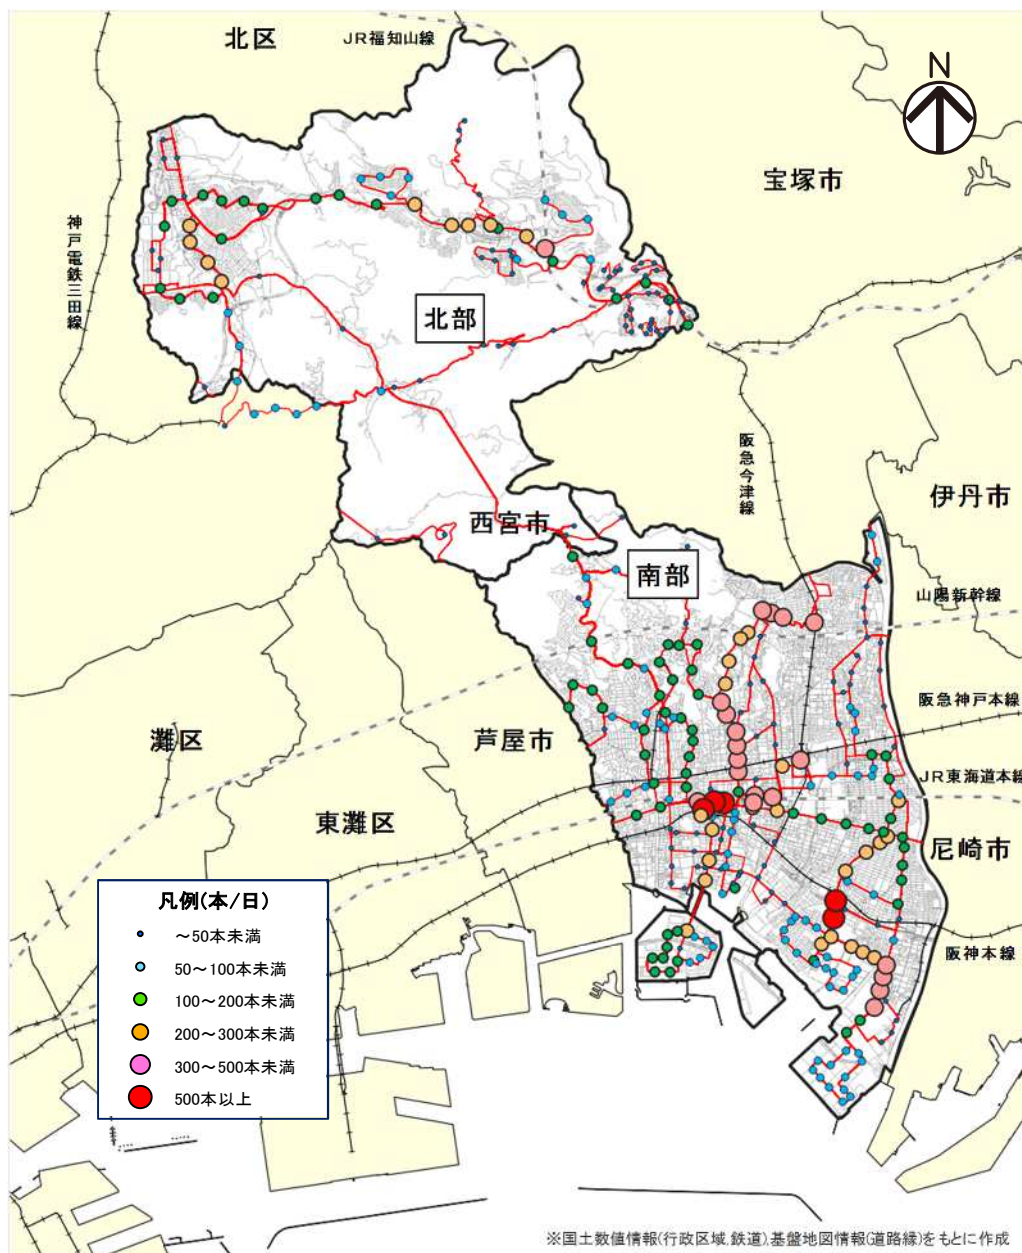 北区
JR福知山線
N
宝塚市
神戸電鉄三田線
北部
阪急今津線
伊丹市
西宮市
南部
山陽新幹線
阪急神戸本線
灘区
芦屋市
JR東海道本線
東灘区
尼崎市
阪神本線
凡例(本/日)
～50本未満
50～100本未満
100～200本未満
200～300本未満
300～500本未満
500本以上
※国土数値情報(行政区域,鉄道),基盤地図情報(道路縁)をもとに作成